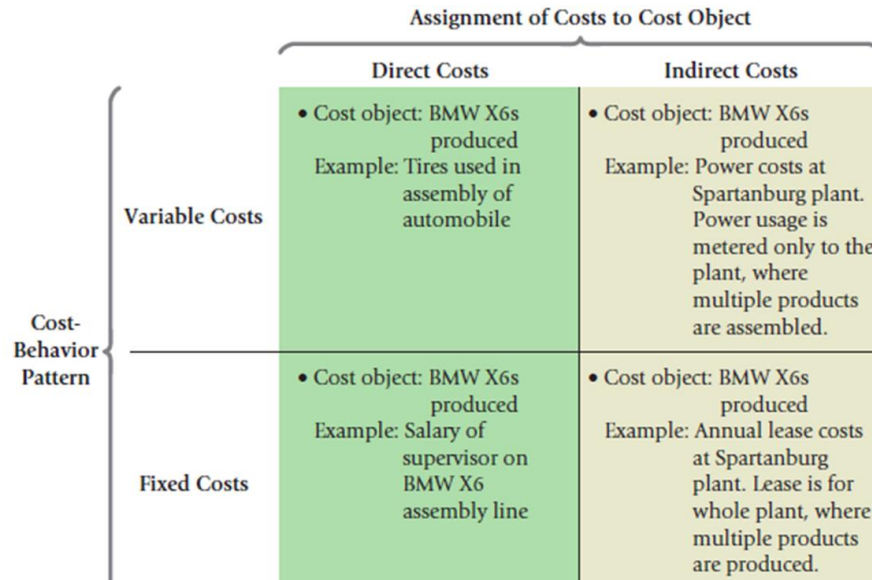 Assignment of Costs to Cost Object
Direct Costs
Indirect Costs
Cost-
Behavior
Pattern
Variable Costs
• Cost object: BMW X6s
produced
Example: Tires used in
assembly of
automobile
• Cost object: BMW X6s
produced
Example: Power costs at
Spartanburg plant.
Power usage is
metered only to the
plant, where
multiple products
are assembled.
Fixed Costs
• Cost object: BMW X6s
produced
Example: Salary of
supervisor on
BMW X6
assembly line
• Cost object: BMW X6s
produced
Example: Annual lease costs
at Spartanburg
plant. Lease is for
whole plant, where
multiple products
are produced.